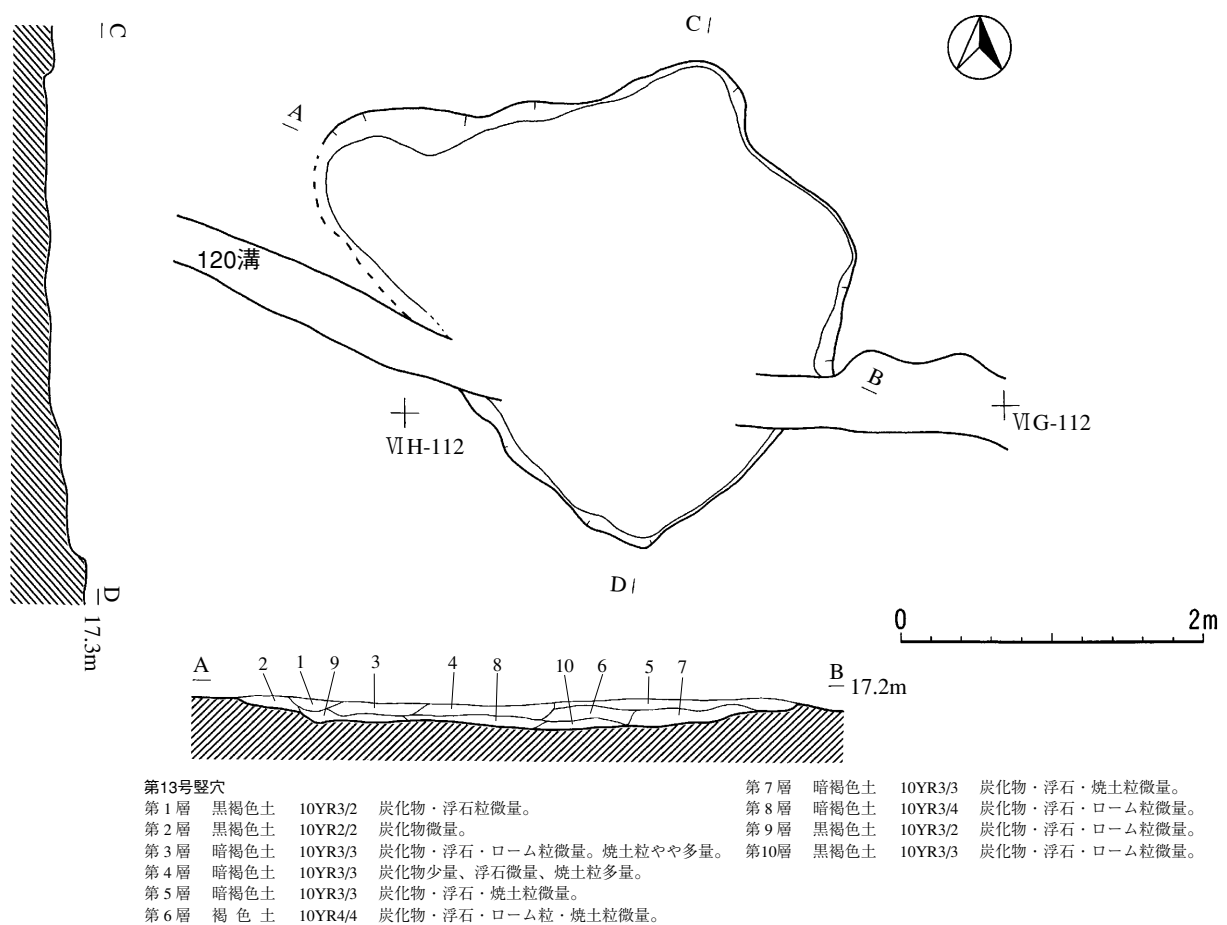 C
C
A
120溝
B
ⅥH-112
ⅥG-112
D
D
17.3m
0 2m
A 2 1 9 3 4 8 10 6 5 7 B 17.2m
第13号竪穴
第1層 黒褐色土 10YR3/2 炭化物・浮石粒微量。
第2層 黒褐色土 10YR2/2 炭化物微量。
第3層 暗褐色土 10YR3/3 炭化物・浮石・ローム粒微量。焼土粒やや多量。
第4層 暗褐色土 10YR3/3 炭化物少量、浮石微量、焼土粒多量。
第5層 暗褐色土 10YR3/3 炭化物・浮石・焼土粒微量。
第6層 褐色土 10YR4/4 炭化物・浮石・ローム粒・焼土粒微量。
第7層 暗褐色土 10YR3/3 炭化物・浮石・焼土粒微量。
第8層 暗褐色土 10YR3/4 炭化物・浮石・ローム粒微量。
第9層 黒褐色土 10YR3/2 炭化物・浮石・ローム粒微量。
第10層 黒褐色土 10YR3/3 炭化物・浮石・ローム粒微量。